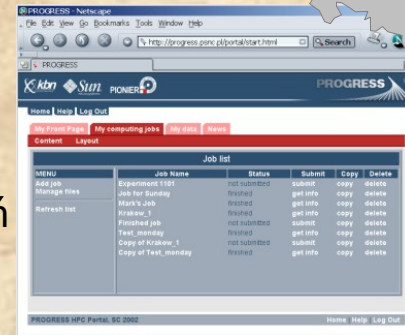 PROGRESS - Netscape
File Edit View Go Bookmarks Tools Window Help
http://progress.psnc.pl/portal/start.html Search
PROGRESS
kbn Sun PIONIER PROGRESS
Home Help Log Out
My Front Page My computing jobs My data News
Content Layout
Job list
MENU Job Name Status Submit Copy Delete
Add job Experiment 1101 not submitted submit copy delete
Manage files Job for Sunday finished get info copy delete
Mark's Job finished get info copy delete
Refresh list Krakow_1 not submitted submit copy delete
Finished job finished get info copy delete
Test_monday finished get info copy delete
Copy of Krakow_1 not submitted submit copy delete
Copy of Test_monday finished get info copy delete
ń
PROGRESS HPC Portal, SC 2002 Home Help Log Out